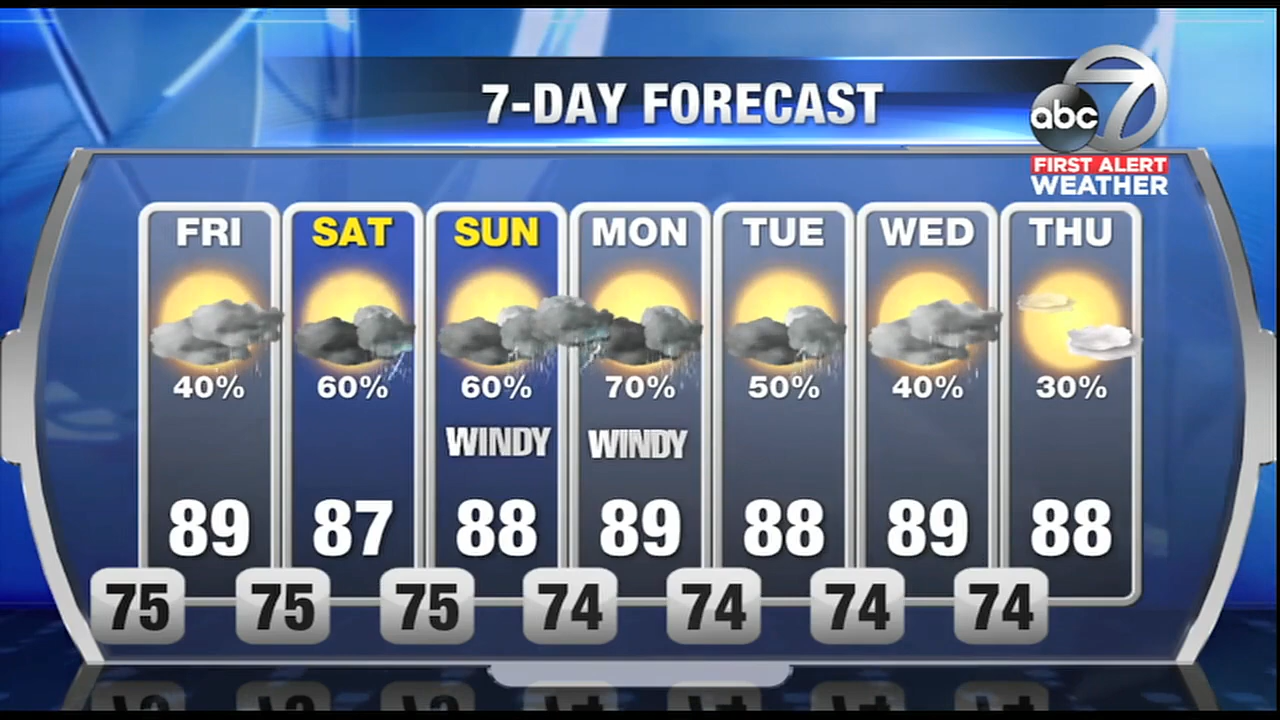 7-DAY FORECAST
abc 7
FIRST ALERT
WEATHER
FRI SAT SUN MON TUE WED THU
40% 60% 60% 70% 50% 40% 30%
WINDY WINDY
89 87 88 89 88 89 88
75 75 75 74 74 74 74